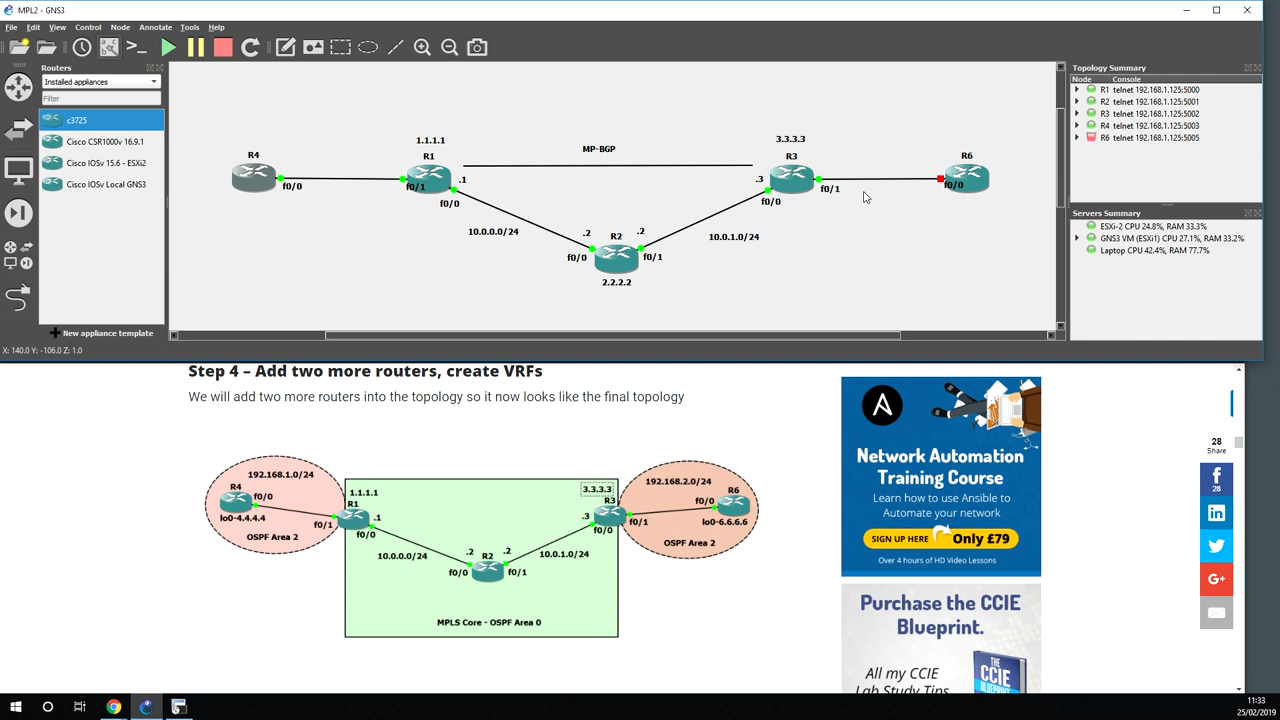 MPL2 - GNS3
File Edit View Control Node Annotate Tools Help
Routers
Installed appliances
Filter
c3725
Cisco CSR1000v 16.9.1
Cisco IOSv 15.6 - ESXi2
Cisco IOSv Local GNS3
New appliance template
X: 140.0 Y: -106.0 Z: 1.0
R4
f0/0
1.1.1.1
R1
f0/1
.1
f0/0
MP-BGP
3.3.3.3
R3
.3
f0/0
f0/1
R6
f0/0
10.0.0.0/24
.2
R2
.2
10.0.1.0/24
f0/0
f0/1
2.2.2.2
Topology Summary
Node Console
R1 telnet 192.168.1.125:5000
R2 telnet 192.168.1.125:5001
R3 telnet 192.168.1.125:5002
R4 telnet 192.168.1.125:5003
R6 telnet 192.168.1.125:5005
Servers Summary
ESXi-2 CPU 24.8%, RAM 33.3%
GNS3 VM (ESXi1) CPU 27.1%, RAM 33.2%
Laptop CPU 42.4%, RAM 77.7%
Step 4 – Add two more routers, create VRFs
We will add two more routers into the topology so it now looks like the final topology
192.168.1.0/24
R4
f0/0
lo0-4.4.4.4
f0/1
OSPF Area 2
1.1.1.1
R1
.1
f0/0
10.0.0.0/24
.2
R2
.2
f0/0
f0/1
10.0.1.0/24
3.3.3.3
R3
.3
f0/0
f0/1
192.168.2.0/24
R6
f0/0
lo0-6.6.6.6
OSPF Area 2
MPLS Core - OSPF Area 0
A
Network Automation
Training Course
Learn how to use Ansible to
Automate your network
SIGN UP HERE
Only £79
Over 4 hours of HD Video Lessons
Purchase the CCIE
Blueprint.
All my CCIE
Lab Study Tips
THE
CCIE
28
Share
f
28
in
G+
11:33
25/02/2019